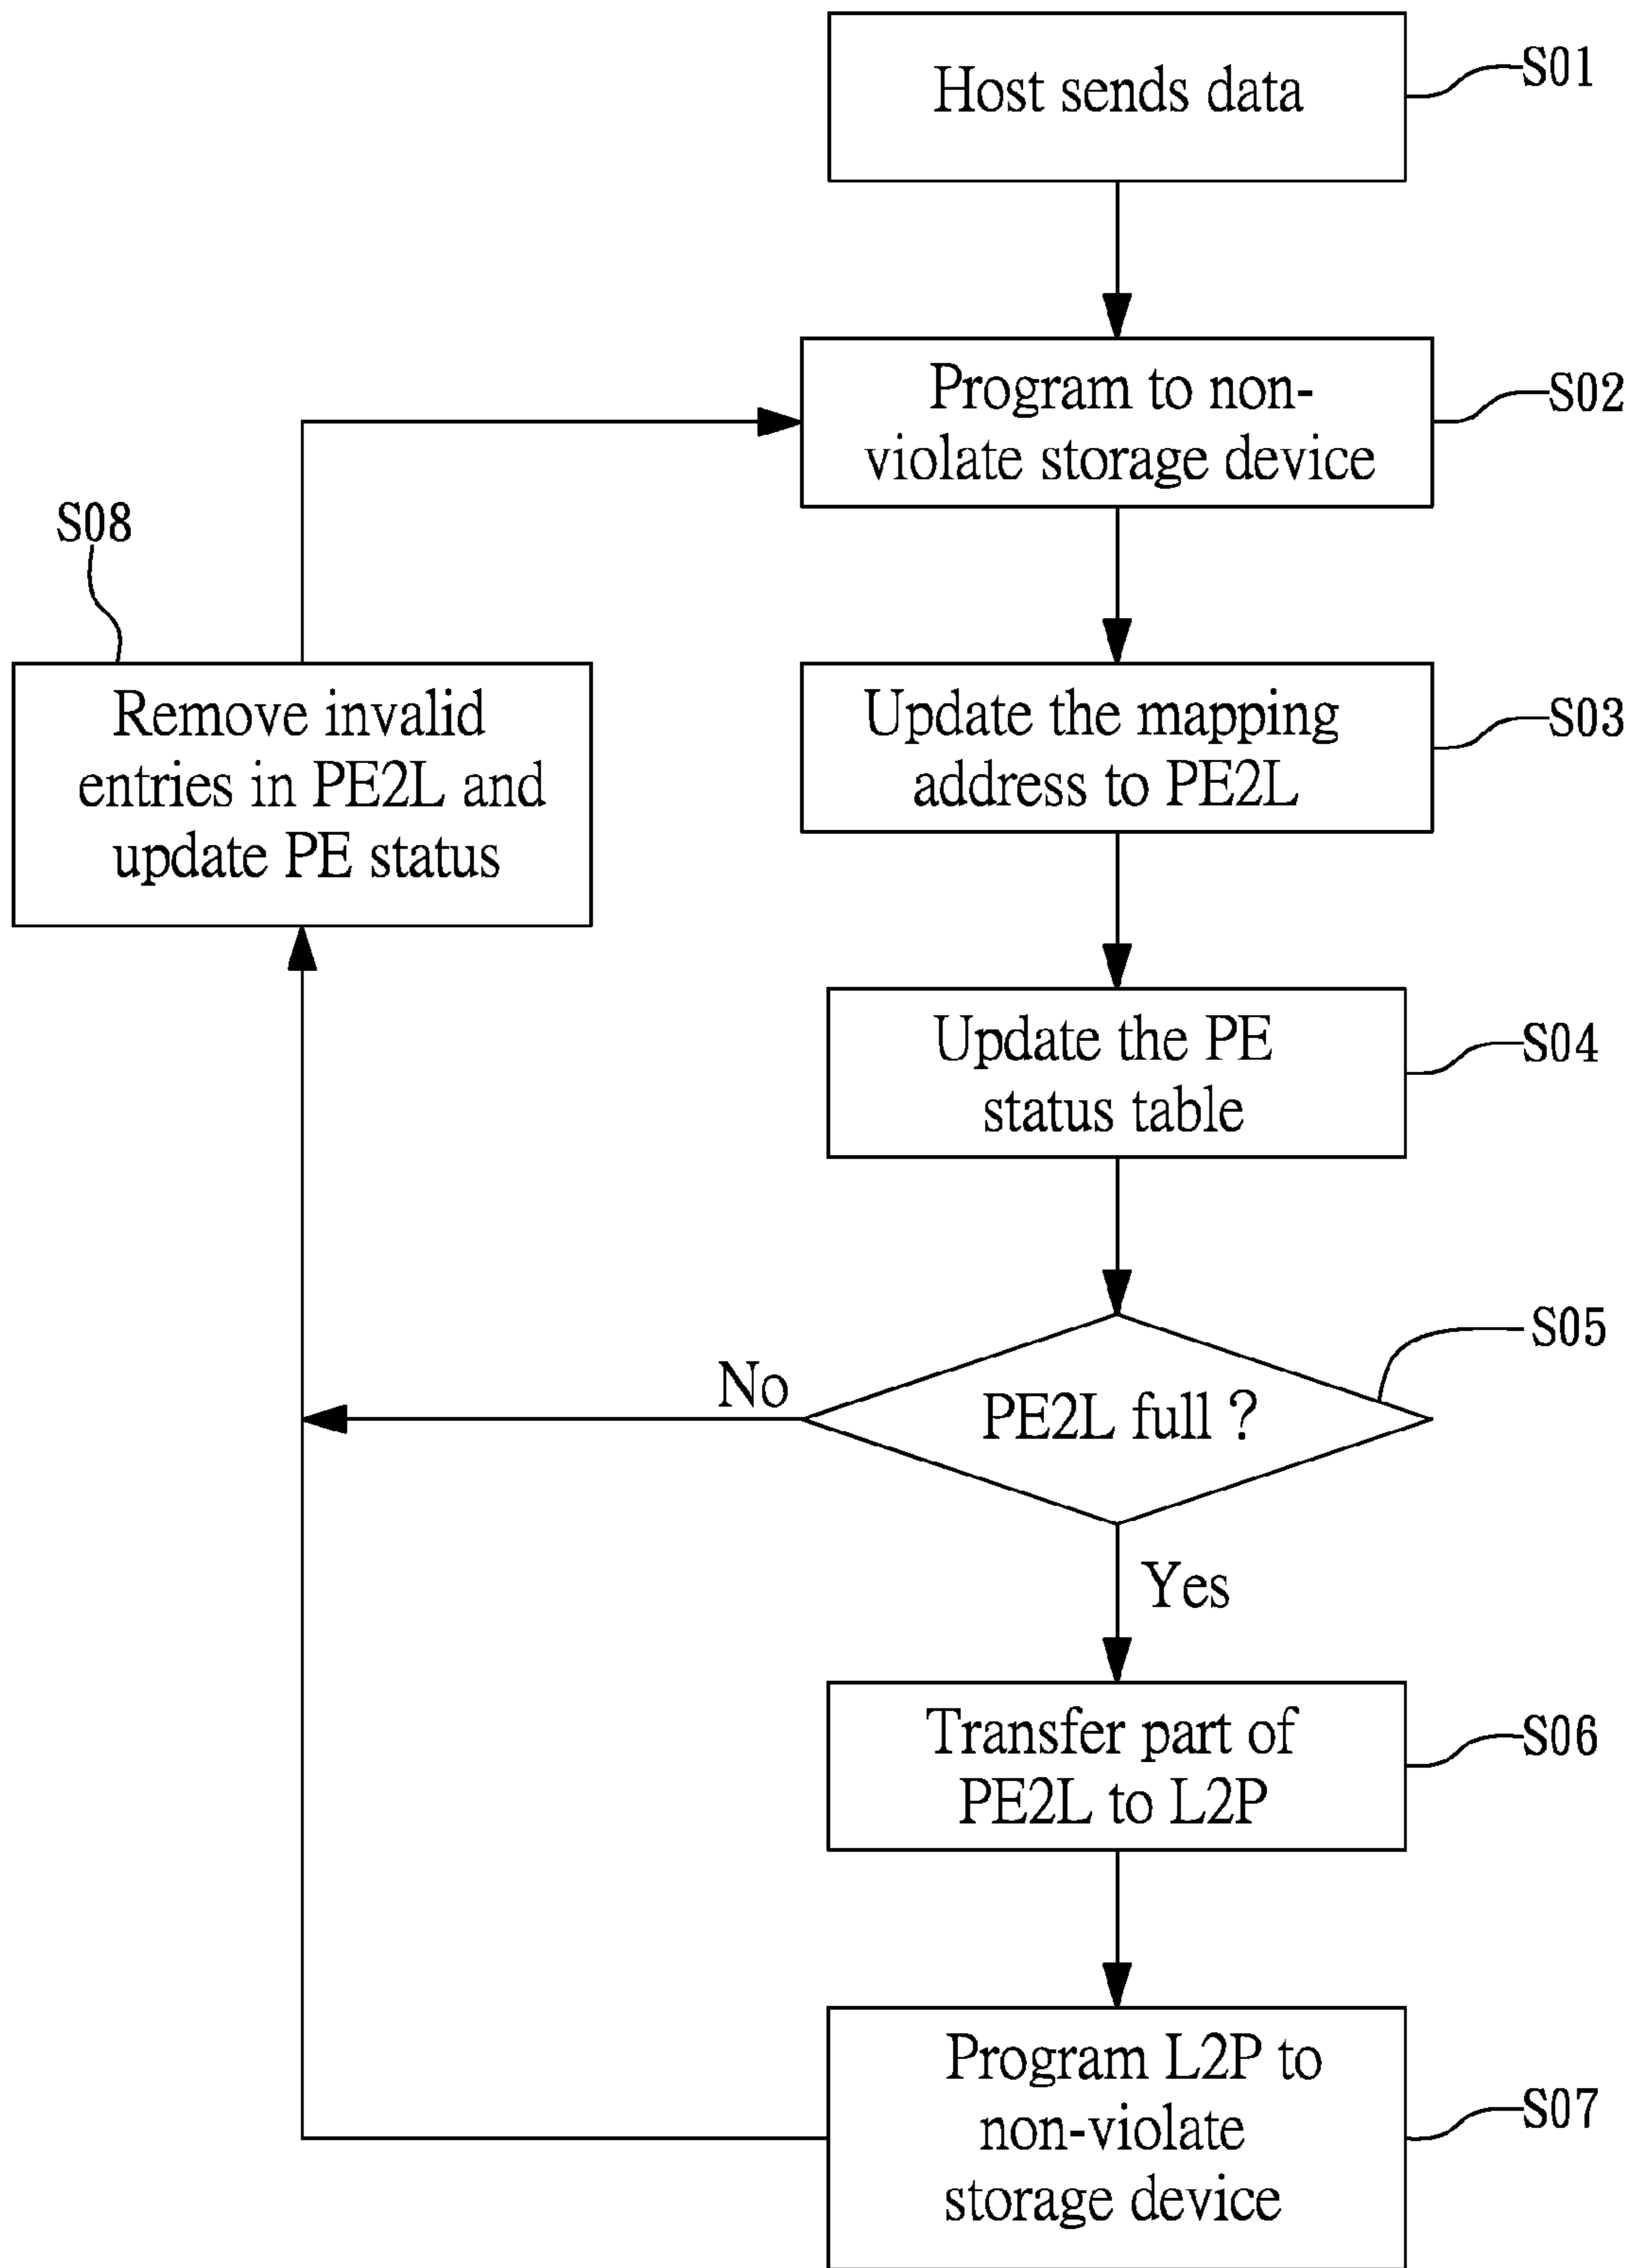 Host sends data
S01
Program to non-
violate storage device
S02
S08
Remove invalid
entries in PE2L and
update PE status
Update the mapping
address to PE2L
S03
Update the PE
status table
S04
S05
No
PE2L full ?
Yes
Transfer part of
PE2L to L2P
S06
Program L2P to
non-violate
storage device
S07